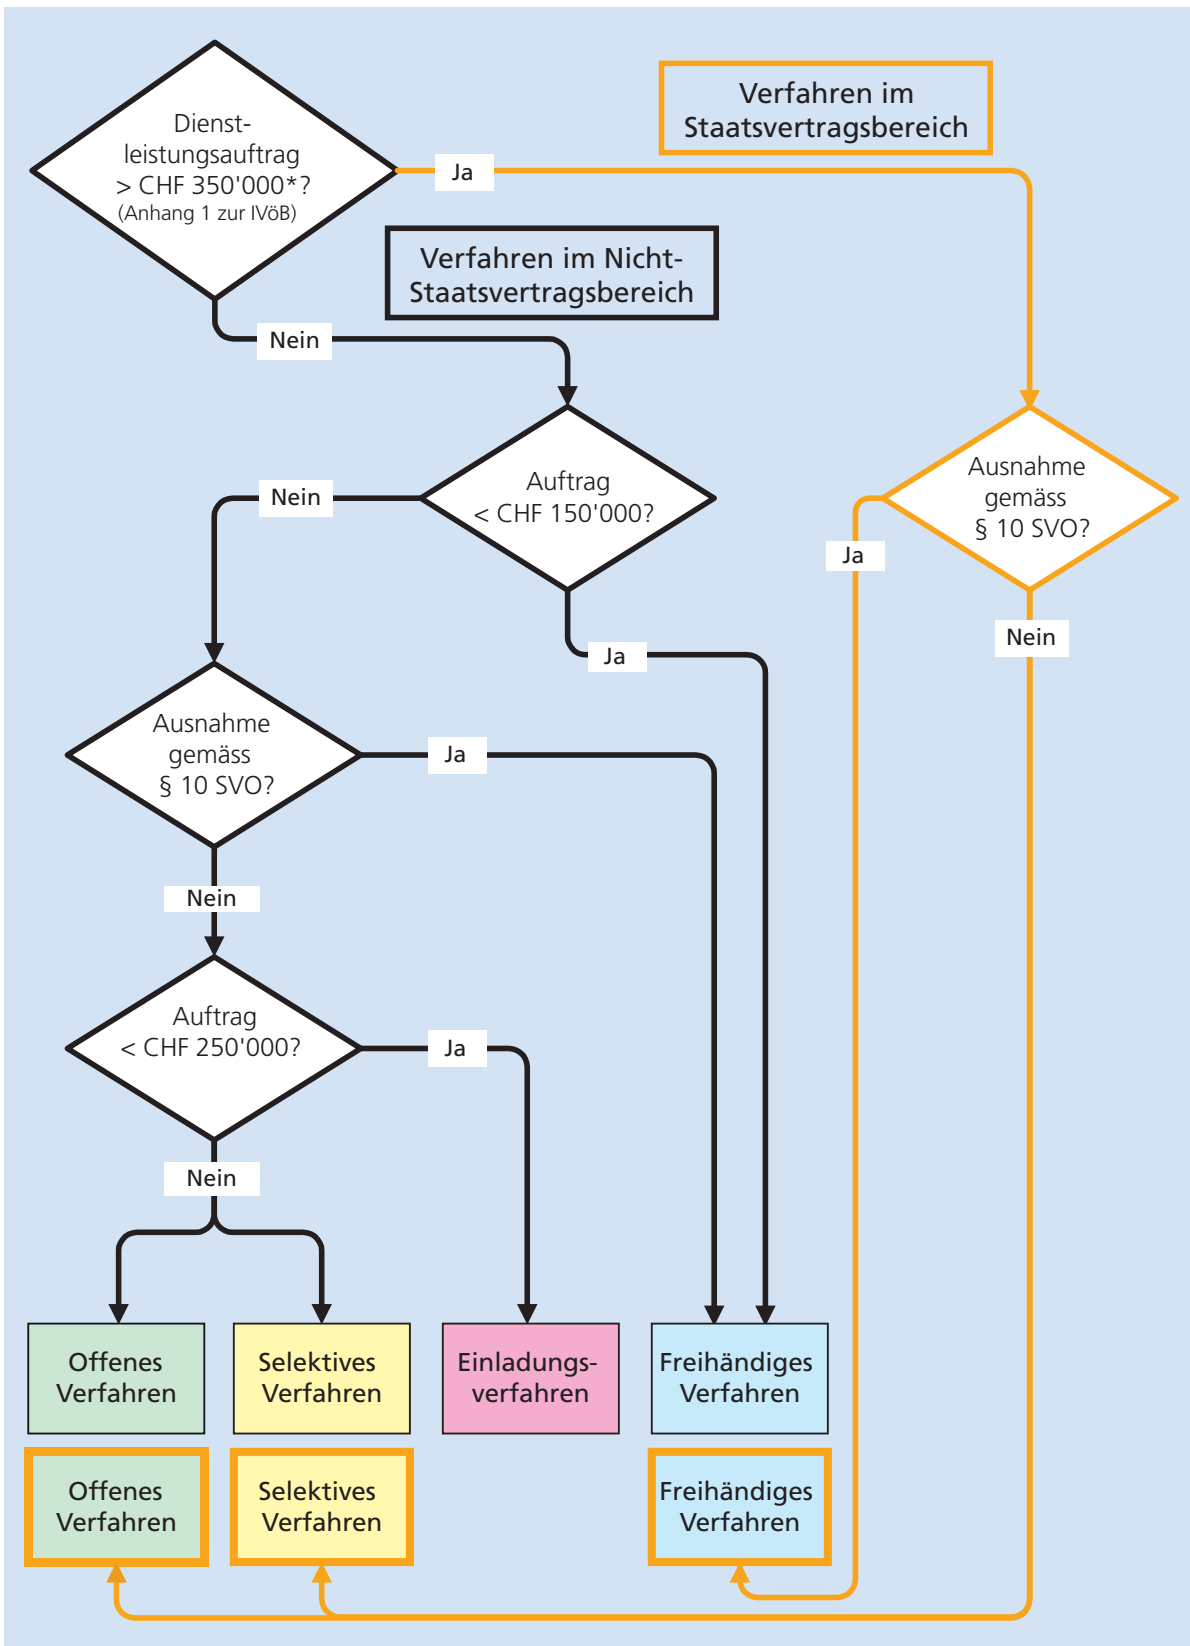 Dienst-
leistungsauftrag
> CHF 350'000*?
(Anhang 1 zur IVöB)
Ja
Verfahren im
Staatsvertragsbereich
Verfahren im Nicht-
Staatsvertragsbereich
Nein
Auftrag
< CHF 150'000?
Nein
Ja
Ausnahme
gemäss
§ 10 SVO?
Ja
Nein
Ausnahme
gemäss
§ 10 SVO?
Ja
Nein
Auftrag
< CHF 250'000?
Ja
Nein
Offenes
Verfahren
Selektives
Verfahren
Einladungs-
verfahren
Freihändiges
Verfahren
Offenes
Verfahren
Selektives
Verfahren
Freihändiges
Verfahren